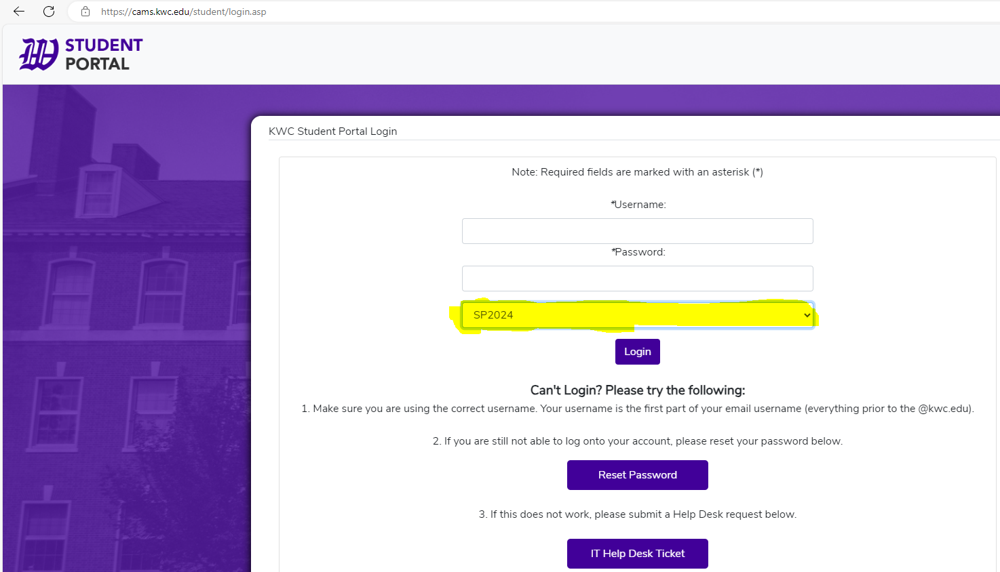 https://cams.kwc.edu/student/login.asp
W STUDENT
PORTAL
KWC Student Portal Login
Note: Required fields are marked with an asterisk (*)
*Username:
*Password:
SP2024
Login
Can't Login? Please try the following:
1. Make sure you are using the correct username. Your username is the first part of your email username (everything prior to the @kwc.edu).
2. If you are still not able to log onto your account, please reset your password below.
Reset Password
3. If this does not work, please submit a Help Desk request below.
IT Help Desk Ticket